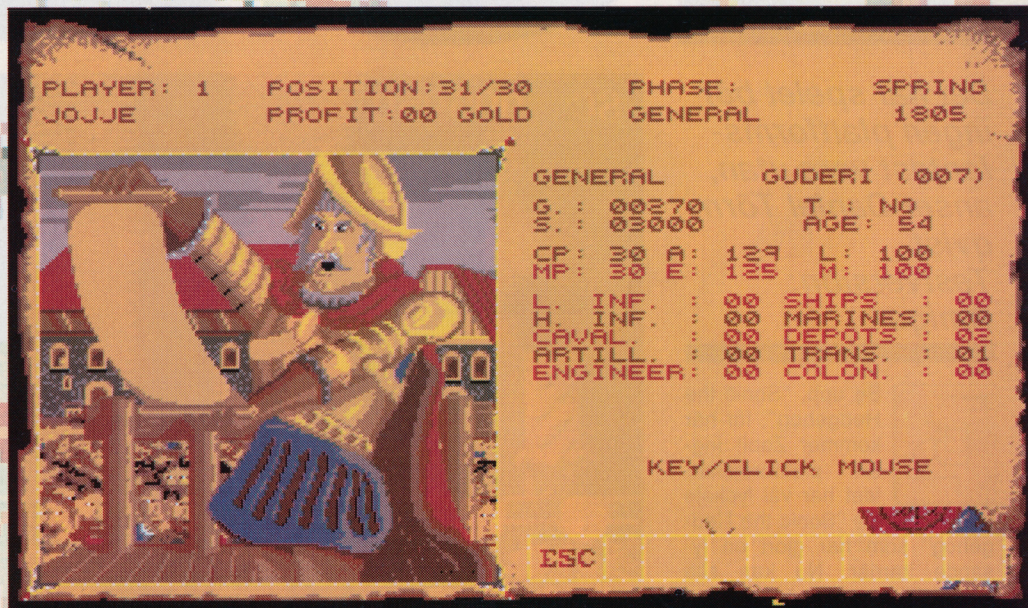 PLAYER: 1 POSITION:31/30 PHASE: SPRING
JOJJE PROFIT:00 GOLD GENERAL 1805
GENERAL GUDERI (007)
G.: 00270 T.: NO
S.: 03000 AGE: 54
CP: 30 A: 129 L: 100
MP: 30 E: 125 M: 100
L. INF. : 00 SHIPS : 00
H. INF. : 00 MARINES: 00
CAVAL. : 00 DEPOTS : 02
ARTILL. : 00 TRANS. : 01
ENGINEER: 00 COLON. : 00
KEY/CLICK MOUSE
ESC